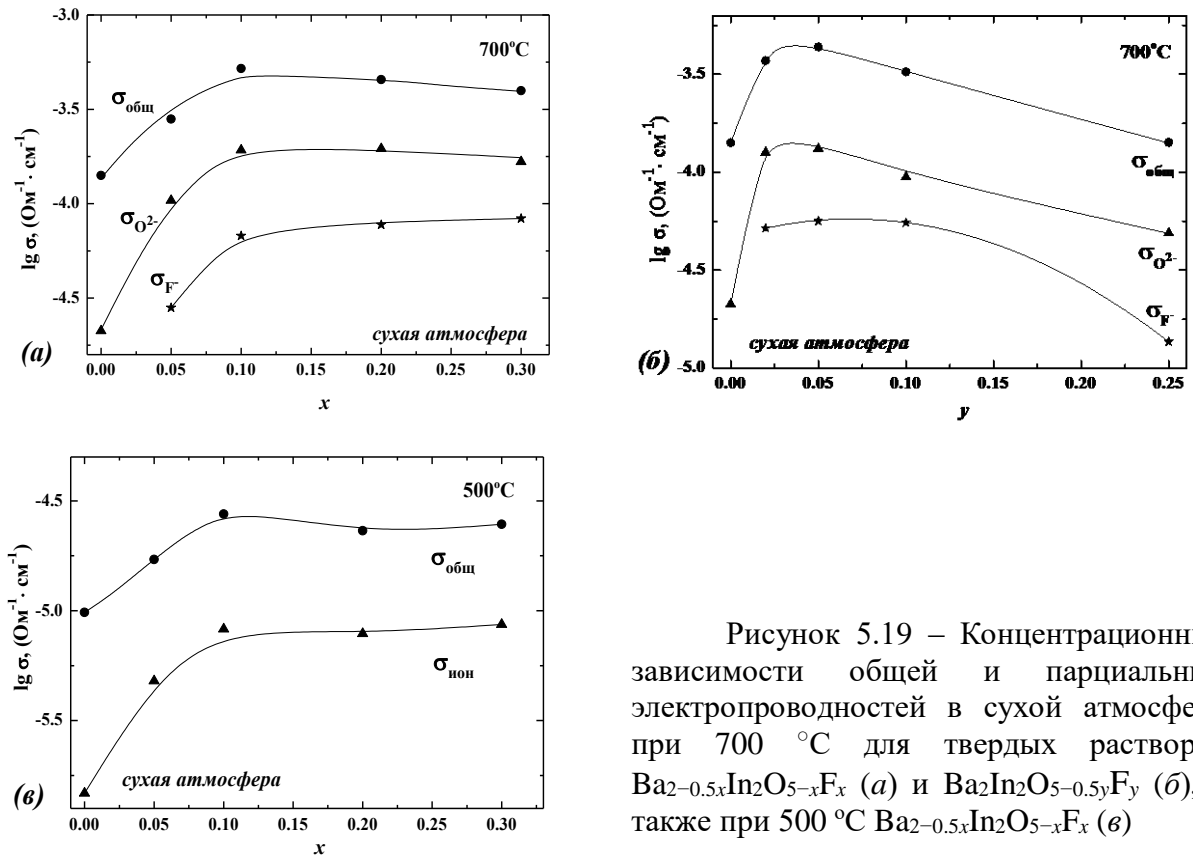 -3.0
700°C
σобщ
-3.5
lg σ, (Ом⁻¹· см⁻¹)
-4.0
σO²⁻
σF⁻
-4.5
сухая атмосфера
(а)
0.00 0.05 0.10 0.15 0.20 0.25 0.30
x
700°C
-3.5
σобщ
lg σ, (Ом⁻¹· см⁻¹)
-4.0
σO²⁻
-4.5
σF⁻
сухая атмосфера
(б)
-5.0
0.00 0.05 0.10 0.15 0.20 0.25
y
500°C
-4.5
σобщ
lg σ, (Ом⁻¹· см⁻¹)
-5.0
σион
-5.5
сухая атмосфера
(в)
0.00 0.05 0.10 0.15 0.20 0.25 0.30
x
Рисунок 5.19 – Концентрационн
зависимости общей и парциальн
электропроводностей в сухой атмосфе
при 700 °С для твердых раствор
Ba₂₋₀.₅ₓIn₂O₅₋ₓFₓ (а) и Ba₂In₂O₅₋₀.₅yFy (б),
также при 500 ºС Ba₂₋₀.₅ₓIn₂O₅₋ₓFₓ (в)